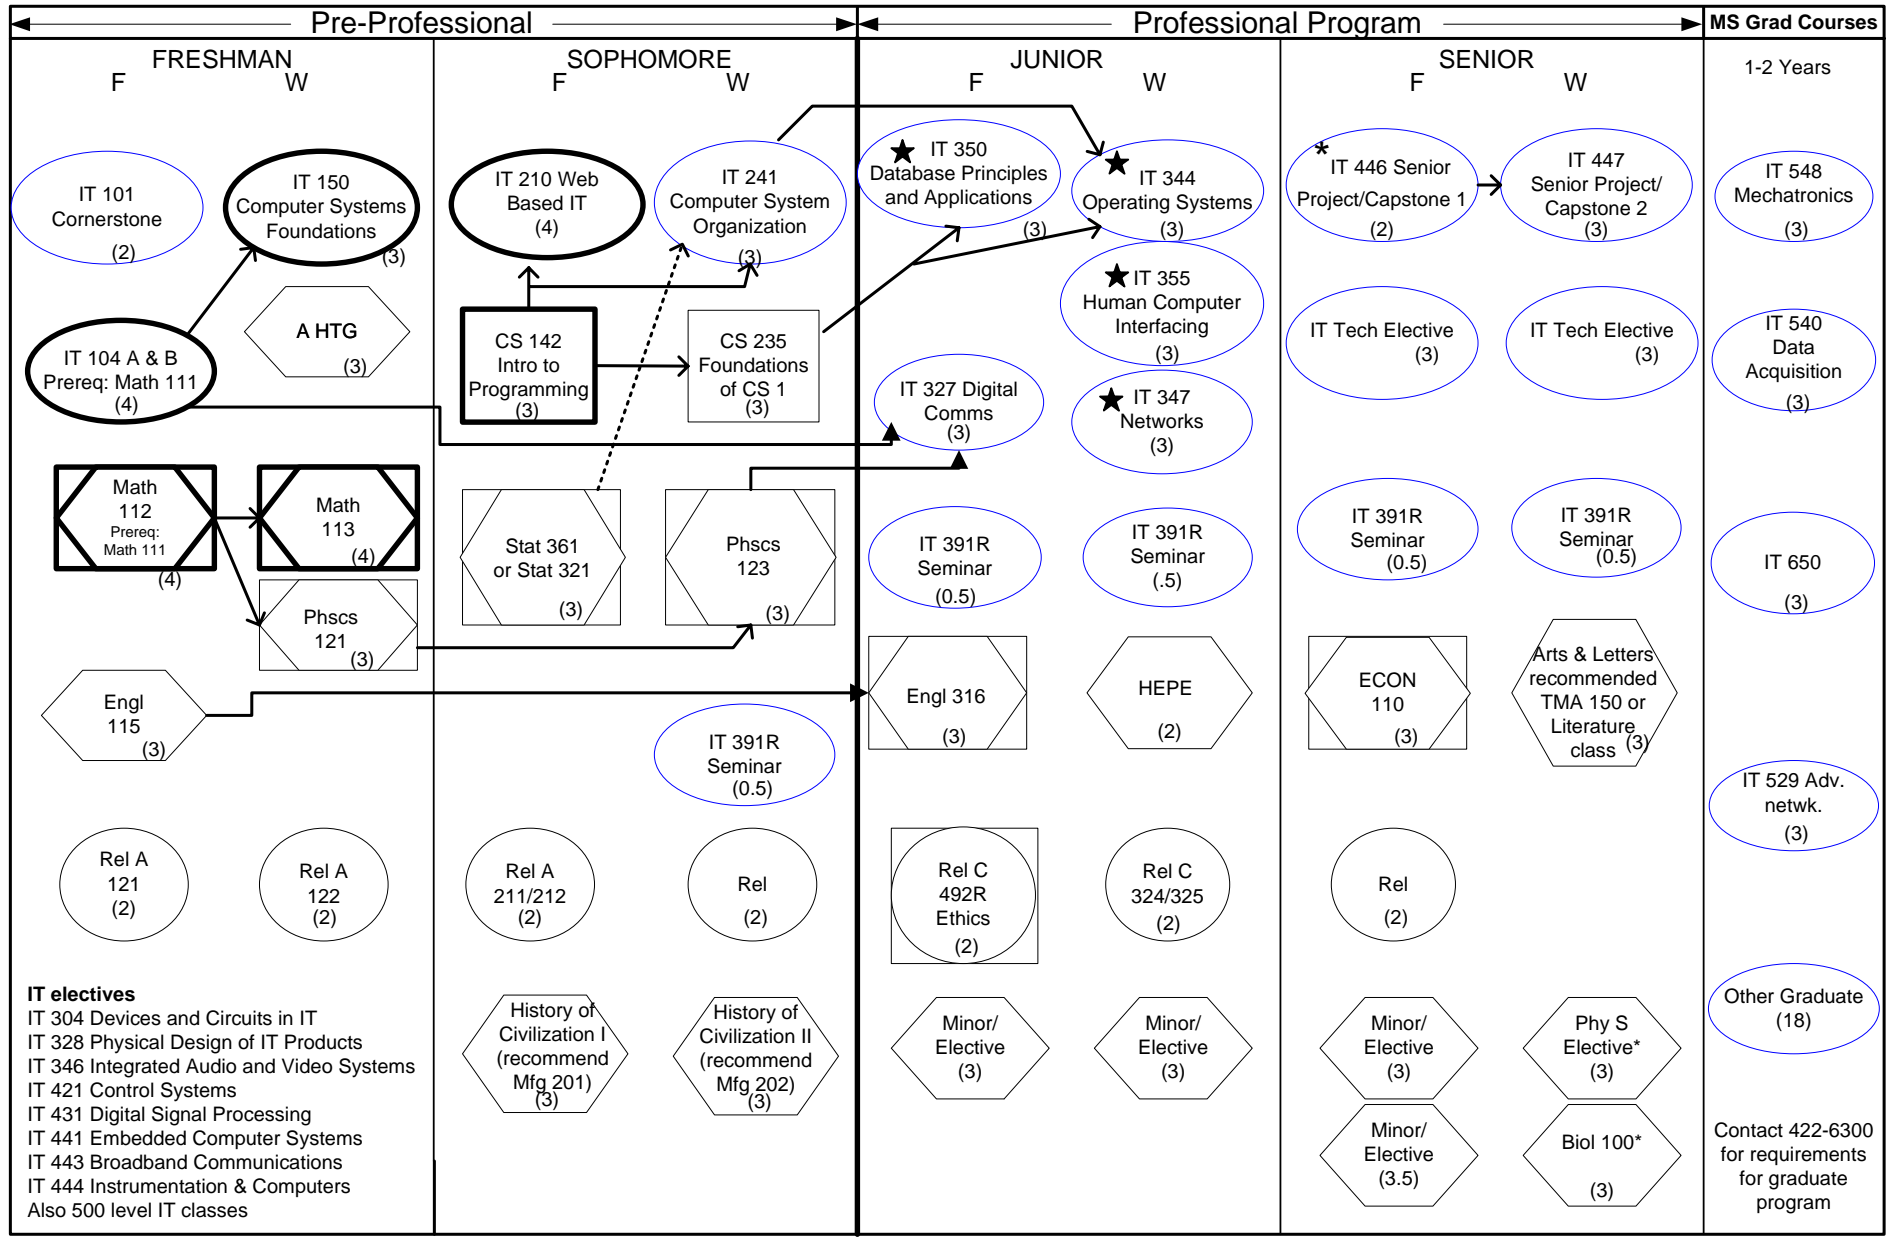 Pre-Professional
Professional Program
MS Grad Courses
FRESHMAN
F
W
SOPHOMORE
F
W
JUNIOR
F
W
SENIOR
F
W
1-2 Years
IT 101
Cornerstone
(2)
IT 104 A & B
Prereq: Math 111
(4)
Math
112
Prereq:
Math 111
(4)
Engl
115
(3)
Rel A
121
(2)
IT 150
Computer Systems
Foundations
(3)
A HTG
(3)
Math
113
(4)
Phscs
121
(3)
Rel A
122
(2)
IT electives
IT 304 Devices and Circuits in IT
IT 328 Physical Design of IT Products
IT 346 Integrated Audio and Video Systems
IT 421 Control Systems
IT 431 Digital Signal Processing
IT 441 Embedded Computer Systems
IT 443 Broadband Communications
IT 444 Instrumentation & Computers
Also 500 level IT classes
IT 210 Web
Based IT
(4)
CS 142
Intro to
Programming
(3)
Stat 361
or Stat 321
(3)
Rel A
211/212
(2)
History of
Civilization I
(recommend
Mfg 201)
(3)
IT 241
Computer System
Organization
(3)
CS 235
Foundations
of CS 1
(3)
Phscs
123
(3)
IT 391R
Seminar
(0.5)
Rel
(2)
History of
Civilization II
(recommend
Mfg 202)
(3)
IT 350
Database Principles
and Applications
(3)
IT 327 Digital
Comms
(3)
IT 391R
Seminar
(0.5)
Engl 316
(3)
Rel C
492R
Ethics
(2)
Minor/
Elective
(3)
IT 344
Operating Systems
(3)
IT 355
Human Computer
Interfacing
(3)
IT 347
Networks
(3)
IT 391R
Seminar
(.5)
HEPE
(2)
Rel C
324/325
(2)
Minor/
Elective
(3)
*
IT 446 Senior
Project/Capstone 1
(2)
IT Tech Elective
(3)
IT 391R
Seminar
(0.5)
ECON
110
(3)
Rel
(2)
Minor/
Elective
(3)
Minor/
Elective
(3.5)
IT 447
Senior Project/
Capstone 2
(3)
IT Tech Elective
(3)
IT 391R
Seminar
(0.5)
Arts & Letters
recommended
TMA 150 or
Literature
class (3)
Phy S
Elective*
(3)
Biol 100*
(3)
IT 548
Mechatronics
(3)
IT 540
Data
Acquisition
(3)
IT 650
(3)
IT 529 Adv.
netwk.
(3)
Other Graduate
(18)
Contact 422-6300
for requirements
for graduate
program